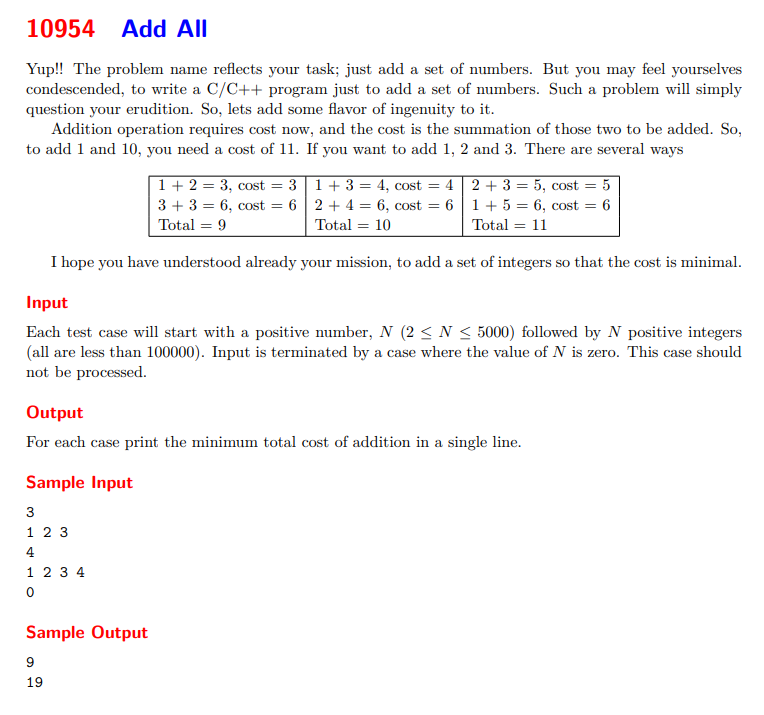 10954 Add All
Yup!! The problem name reflects your task; just add a set of numbers. But you may feel yourselves
condescended, to write a C/C++ program just to add a set of numbers. Such a problem will simply
question your erudition. So, lets add some flavor of ingenuity to it.
Addition operation requires cost now, and the cost is the summation of those two to be added. So,
to add 1 and 10, you need a cost of 11. If you want to add 1, 2 and 3. There are several ways
1 + 2 = 3, cost = 3 1 + 3 = 4, cost = 4 2 + 3 = 5, cost = 5
3 + 3 = 6, cost = 6 2 + 4 = 6, cost = 6 1 + 5 = 6, cost = 6
Total = 9 Total = 10 Total = 11
I hope you have understood already your mission, to add a set of integers so that the cost is minimal.
Input
Each test case will start with a positive number, N (2 ≤ N ≤ 5000) followed by N positive integers
(all are less than 100000). Input is terminated by a case where the value of N is zero. This case should
not be processed.
Output
For each case print the minimum total cost of addition in a single line.
Sample Input
3
1 2 3
4
1 2 3 4
0
Sample Output
9
19